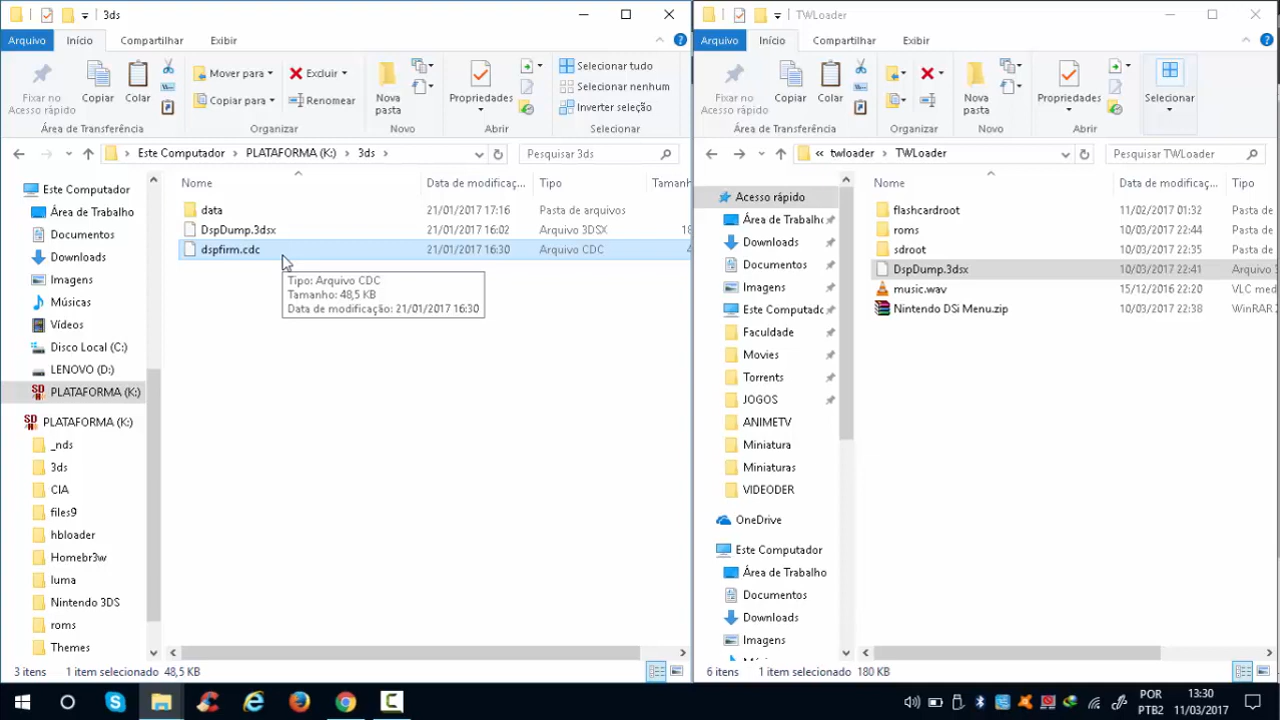 3ds
Arquivo Início Compartilhar Exibir
Fixar no Acesso rápido
Copiar
Colar
Mover para
Copiar para
Excluir
Renomear
Nova pasta
Propriedades
Selecionar tudo
Selecionar nenhum
Inverter seleção
Área de Transferência Organizar Novo Abrir Selecionar
Este Computador > PLATAFORMA (K:) > 3ds >
Pesquisar 3ds
Nome Data de modificaç... Tipo Tamanh
data 21/01/2017 17:16 Pasta de arquivos
DspDump.3dsx 21/01/2017 16:02 Arquivo 3DSX 18
dspfirm.cdc 21/01/2017 16:30 Arquivo CDC 4
Tipo: Arquivo CDC
Tamanho: 48,5 KB
Data de modificação: 21/01/2017 16:30
Este Computador
Área de Trabalho
Documentos
Downloads
Imagens
Músicas
Vídeos
Disco Local (C:)
LENOVO (D:)
PLATAFORMA (K:)
PLATAFORMA (K:)
_nds
3ds
CIA
files9
hbloader
Homebr3w
luma
Nintendo 3DS
roms
Themes
3 itens 1 item selecionado 48,5 KB
TWLoader
Arquivo Início Compartilhar Exibir
Fixar no Acesso rápido
Copiar
Colar
Nova pasta
Propriedades
Selecionar
Área de Transferência Organizar Novo Abrir
« twloader > TWLoader
Pesquisar TWLoader
Nome Data de modificaç... Tipo
flashcardroot 11/02/2017 01:32 Pasta de
roms 10/03/2017 22:44 Pasta de
sdroot 10/03/2017 22:35 Pasta de
DspDump.3dsx 10/03/2017 22:41 Arquivo 3
music.wav 15/12/2016 22:20 VLC med
Nintendo DSi Menu.zip 10/03/2017 22:38 WinRAR
Acesso rápido
Área de Trabalh
Downloads
Documentos
Imagens
Este Computadc
Faculdade
Movies
Torrents
JOGOS
ANIMETV
Miniatura
Miniaturas
VIDEODER
OneDrive
Este Computador
Área de Trabalho
Documentos
Downloads
Imagens
6 itens 1 item selecionado 180 KB
POR
PTB2
13:30
11/03/2017